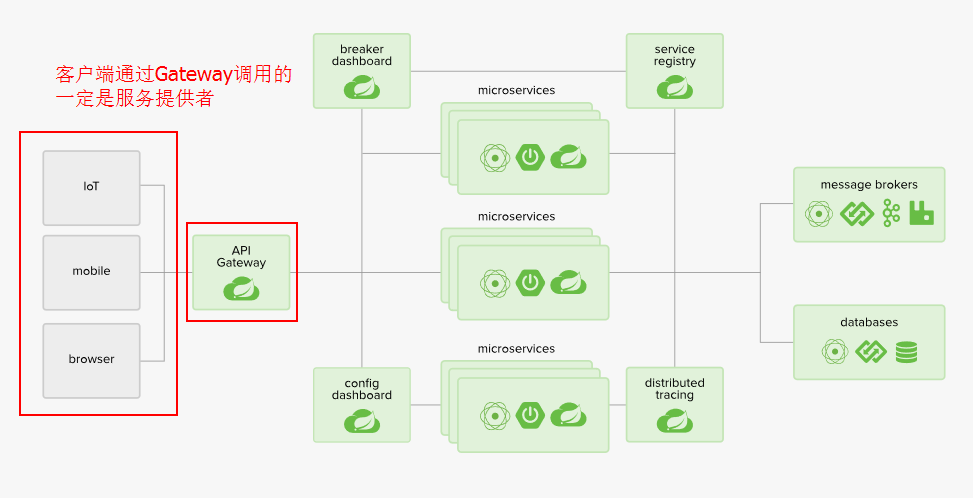 客户端通过Gateway调用的
一定是服务提供者
IoT
mobile
browser
API
Gateway
breaker
dashboard
service
registry
microservices
microservices
microservices
config
dashboard
distributed
tracing
message brokers
databases